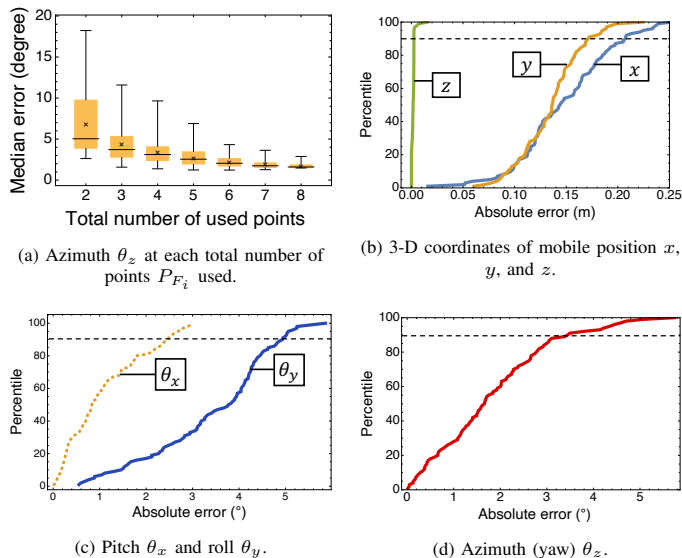 Median error (degree)
20
15
10
5
0
2 3 4 5 6 7 8
Total number of used points
(a) Azimuth θz at each total number of
points PFi used.
Percentile
100
80
60
40
20
0
y
x
z
0.00 0.05 0.10 0.15 0.20 0.25
Absolute error (m)
(b) 3-D coordinates of mobile position x,
y, and z.
Percentile
100
80
60
40
20
0
θx
θy
0 1 2 3 4 5
Absolute error (°)
(c) Pitch θx and roll θy.
Percentile
100
80
60
40
20
0
0 1 2 3 4 5
Absolute error (°)
(d) Azimuth (yaw) θz.